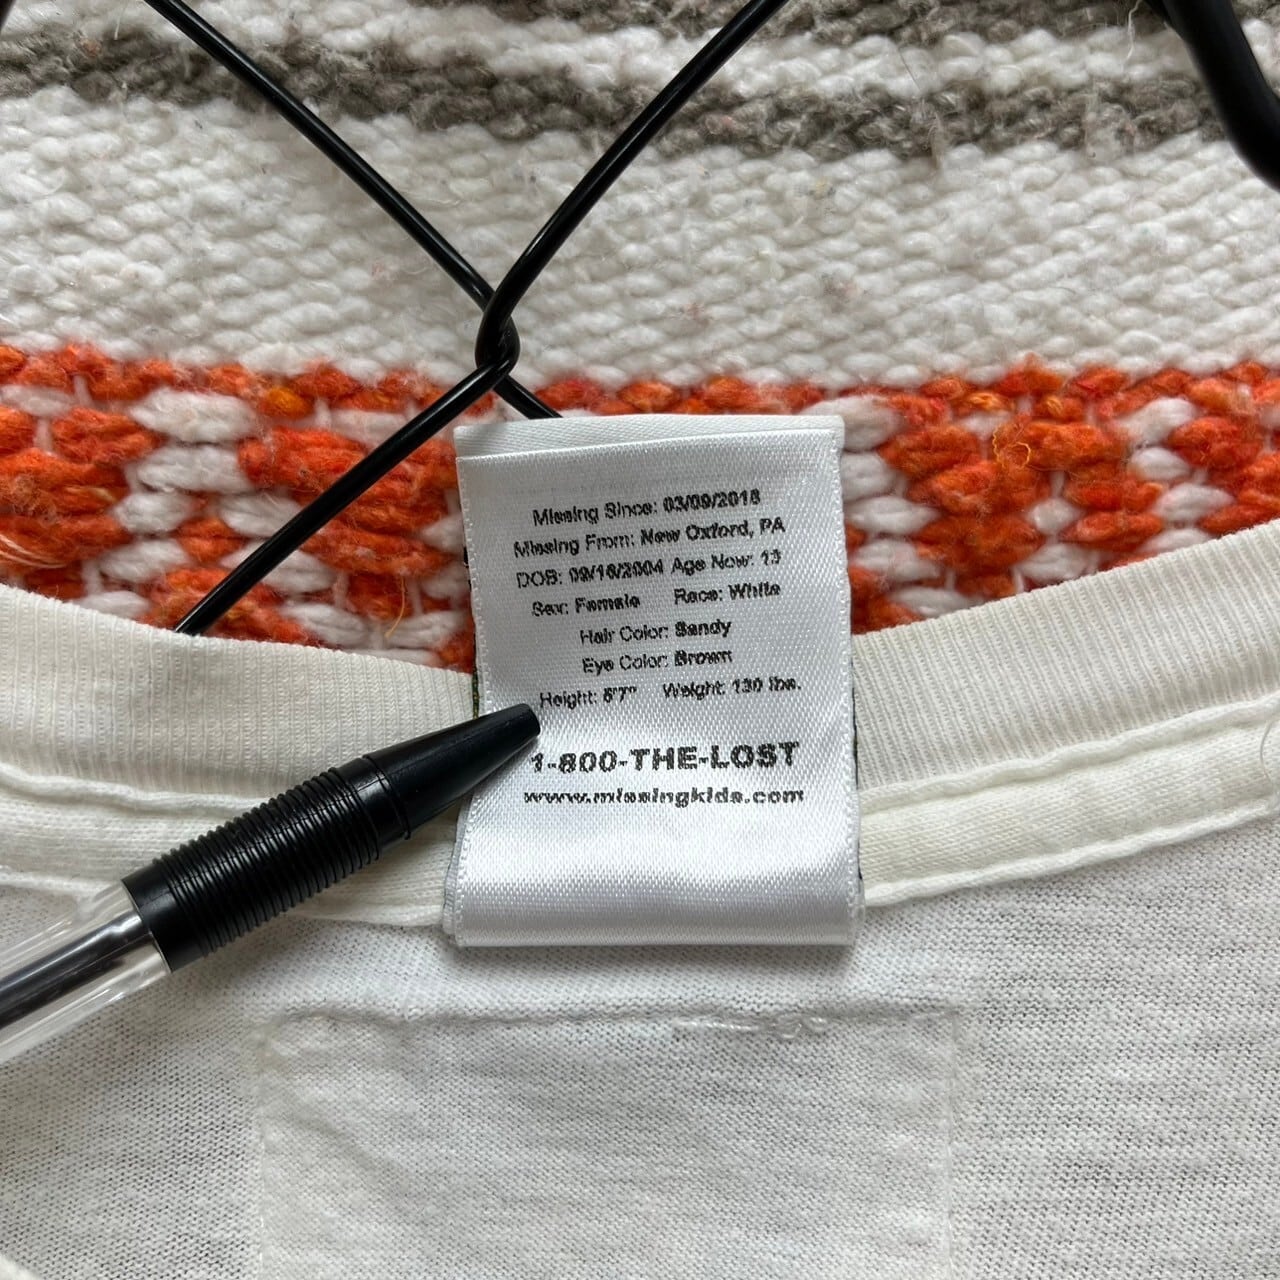 Missing Since: 03/09/2018
Missing From: New Oxford, PA
DOB: 09/16/2004 Age Now: 13
Sex: Female Race: White
Hair Color: Sandy
Eye Color: Brown
Height: 5'7" Weight: 130 lbs.
1-800-THE-LOST
www.missingkids.com